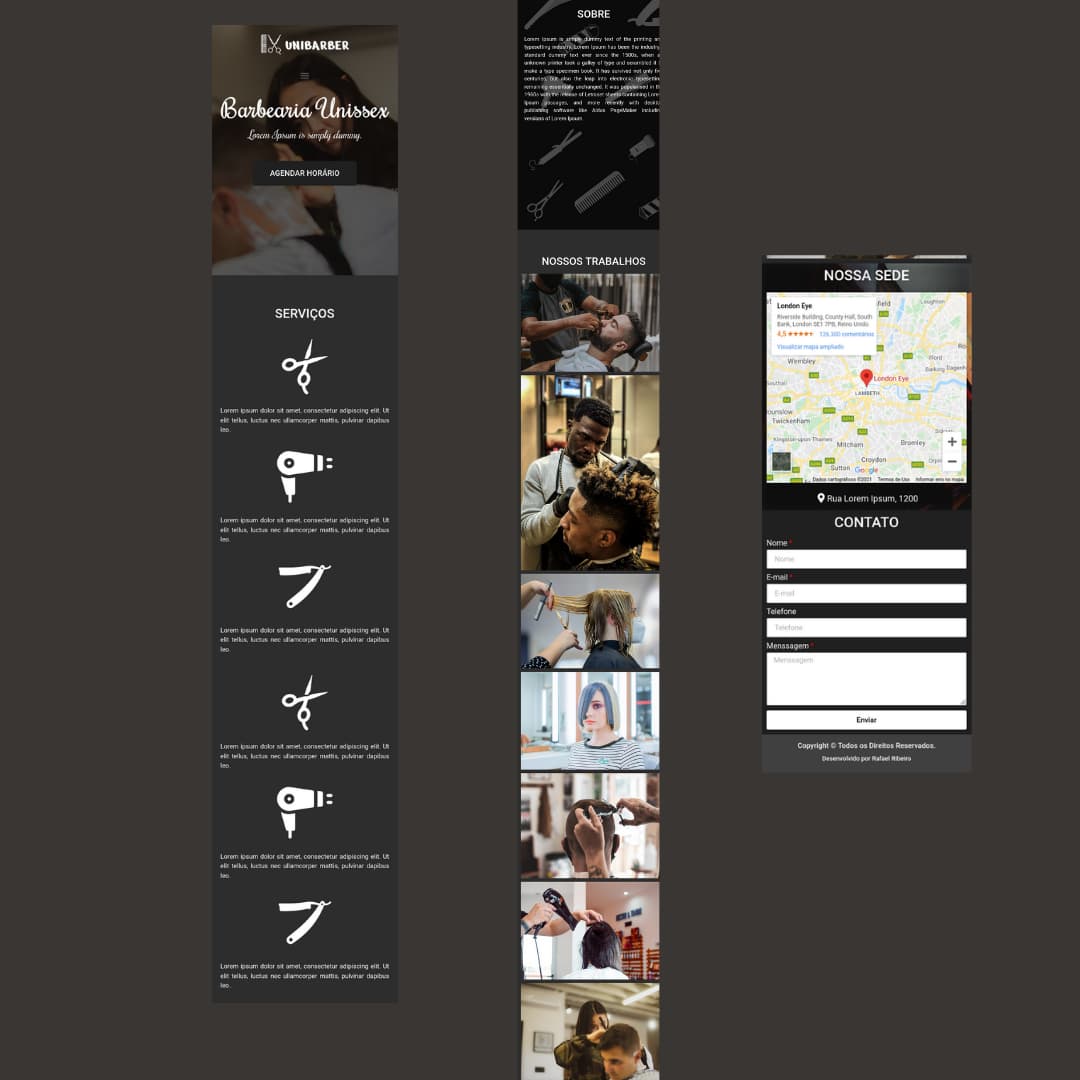 UNIBARBER
Barbearia Unissex
Lorem Ipsum is simply dummy.
AGENDAR HORÁRIO
SERVIÇOS
Lorem ipsum dolor sit amet, consectetur adipiscing elit. Ut
elit tellus, luctus nec ullamcorper mattis, pulvinar dapibus
leo.
Lorem ipsum dolor sit amet, consectetur adipiscing elit. Ut
elit tellus, luctus nec ullamcorper mattis, pulvinar dapibus
leo.
Lorem ipsum dolor sit amet, consectetur adipiscing elit. Ut
elit tellus, luctus nec ullamcorper mattis, pulvinar dapibus
leo.
Lorem ipsum dolor sit amet, consectetur adipiscing elit. Ut
elit tellus, luctus nec ullamcorper mattis, pulvinar dapibus
leo.
Lorem ipsum dolor sit amet, consectetur adipiscing elit. Ut
elit tellus, luctus nec ullamcorper mattis, pulvinar dapibus
leo.
Lorem ipsum dolor sit amet, consectetur adipiscing elit. Ut
elit tellus, luctus nec ullamcorper mattis, pulvinar dapibus
leo.
SOBRE
Lorem Ipsum is simply dummy text of the printing an
typesetting industry. Lorem Ipsum has been the industry
standard dummy text ever since the 1500s, when a
unknown printer took a galley of type and scrambled it
make a type specimen book. It has survived not only fiv
centuries, but also the leap into electronic typesettin
remaining essentially unchanged. It was popularised in th
1960s with the release of Letraset sheets containing Lore
Ipsum passages, and more recently with deskto
publishing software like Aldus PageMaker includin
versions of Lorem Ipsum.
NOSSOS TRABALHOS
NOSSA SEDE
London Eye
Riverside Building, County Hall, South
Bank, London SE1 7PB, Reino Unido
4,5 136.300 comentários
Visualizar mapa ampliado
field
Loughton
Wembley
Ilford
Barking
Dagenh
Southall
London Eye
LAMBETH
ounslow
Twickenham
Kingston upon Thames
Mitcham
Bromley
Croydon
Sutton
Orpi
Google
Dados cartográficos ©2021 Termos de Uso Informar erro no mapa
Rua Lorem Ipsum, 1200
CONTATO
Nome *
Nome
E-mail *
E-mail
Telefone
Telefone
Menssagem *
Menssagem
Enviar
Copyright © Todos os Direitos Reservados.
Desenvolvido por Rafael Ribeiro